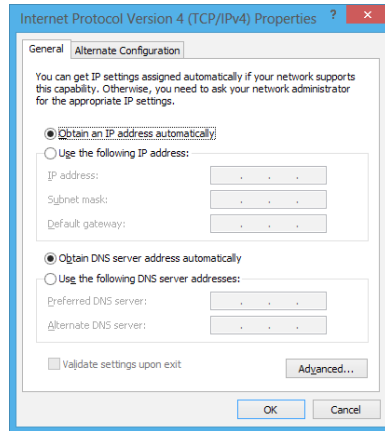 Internet Protocol Version 4 (TCP/IPv4) Properties ? ×
General Alternate Configuration
You can get IP settings assigned automatically if your network supports
this capability. Otherwise, you need to ask your network administrator
for the appropriate IP settings.
Obtain an IP address automatically
Use the following IP address:
IP address: . . .
Subnet mask: . . .
Default gateway: . . .
Obtain DNS server address automatically
Use the following DNS server addresses:
Preferred DNS server: . . .
Alternate DNS server: . . .
Validate settings upon exit
Advanced...
OK Cancel